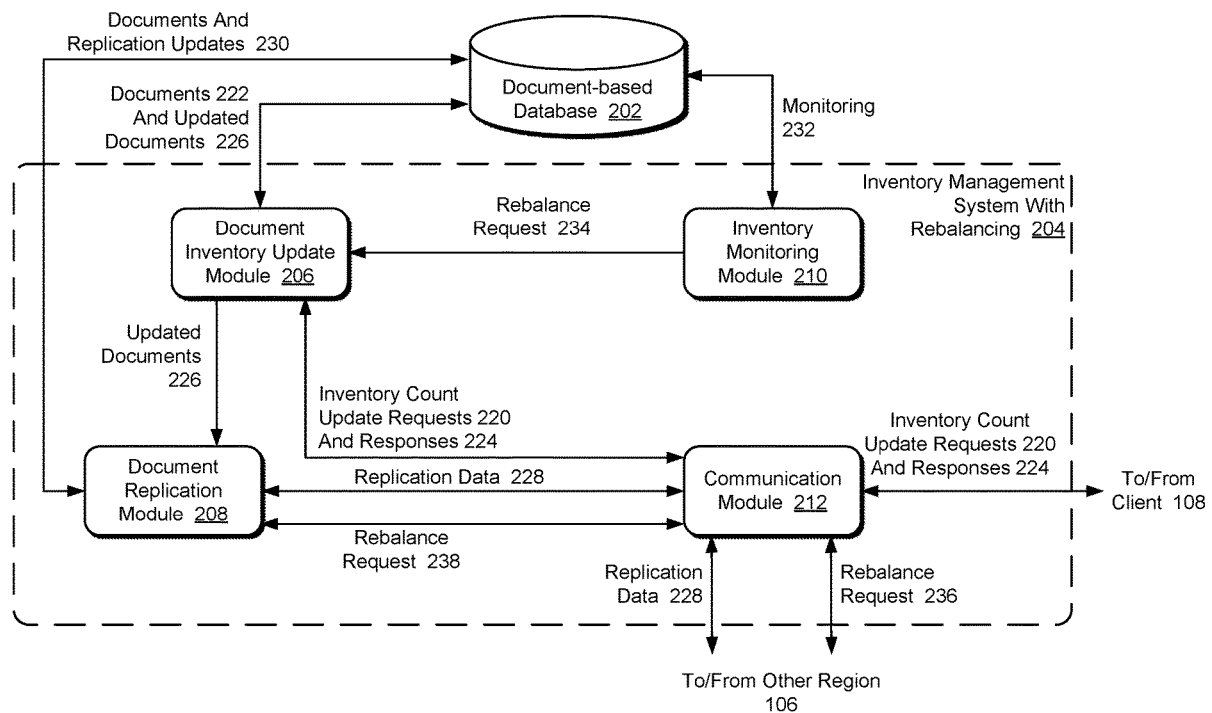 Documents And
Replication Updates 230
Documents 222
And Updated
Documents 226
Document-based
Database 202
Monitoring
232
Inventory Management
System With
Rebalancing 204
Document
Inventory Update
Module 206
Rebalance
Request 234
Inventory
Monitoring
Module 210
Updated
Documents
226
Inventory Count
Update Requests 220
And Responses 224
Inventory Count
Update Requests 220
And Responses 224
Document
Replication
Module 208
Replication Data 228
Communication
Module 212
To/From
Client 108
Rebalance
Request 238
Replication
Data 228
Rebalance
Request 236
To/From Other Region
106